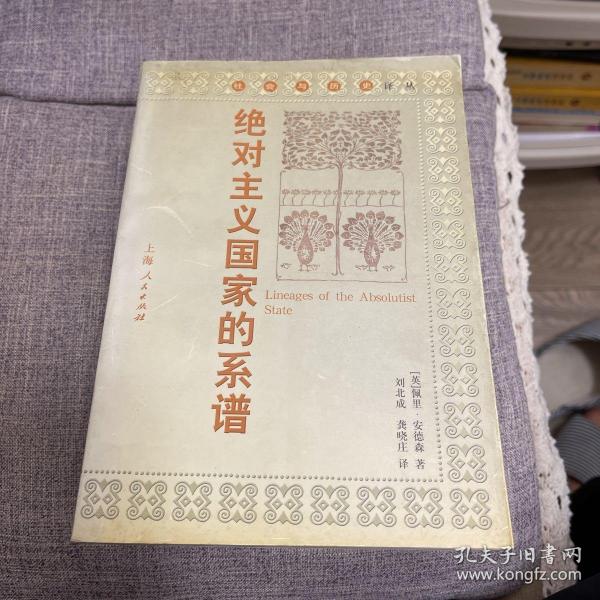 社会与历史译丛
绝对主义国家的系谱
Lineages of the Absolutist
State
上海人民出版社
[英]佩里·安德森 著
刘北成 龚晓庄 译
孔夫子旧书网
www.kongfz.com